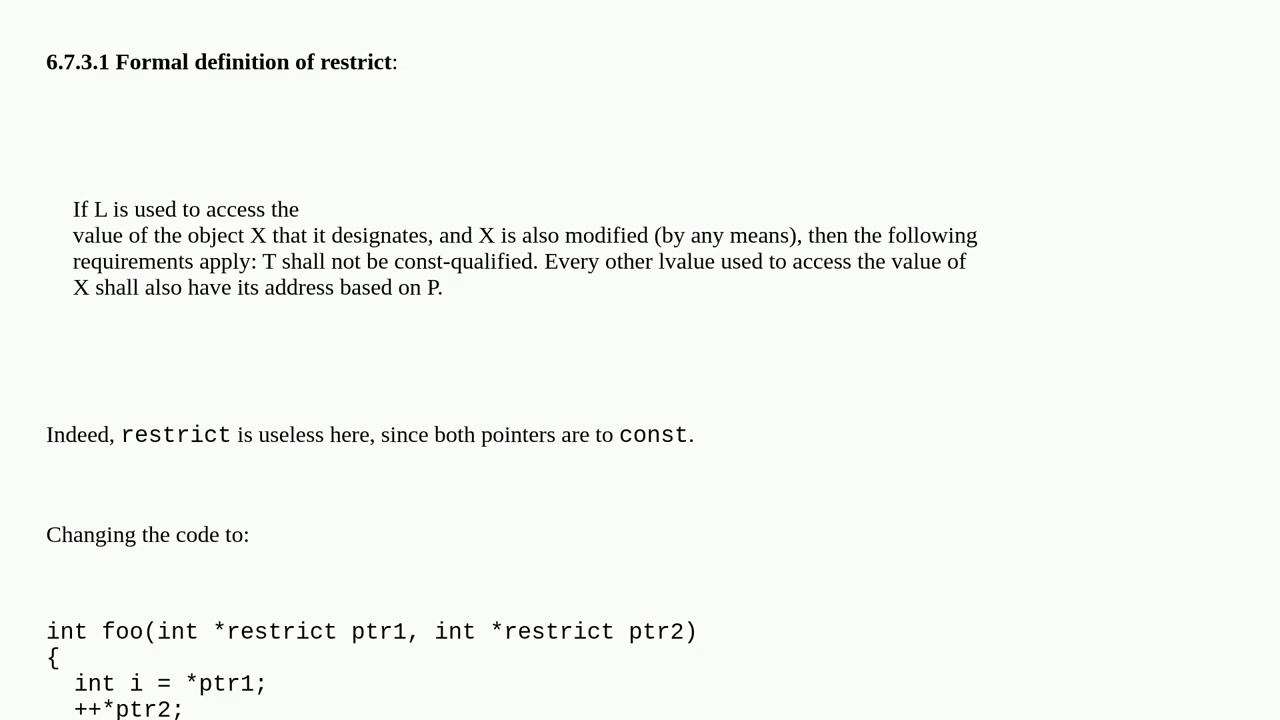 6.7.3.1 Formal definition of restrict:
If L is used to access the
value of the object X that it designates, and X is also modified (by any means), then the following
requirements apply: T shall not be const-qualified. Every other lvalue used to access the value of
X shall also have its address based on P.
Indeed, restrict is useless here, since both pointers are to const.
Changing the code to:
int foo(int *restrict ptr1, int *restrict ptr2)
{
  int i = *ptr1;
  ++*ptr2;